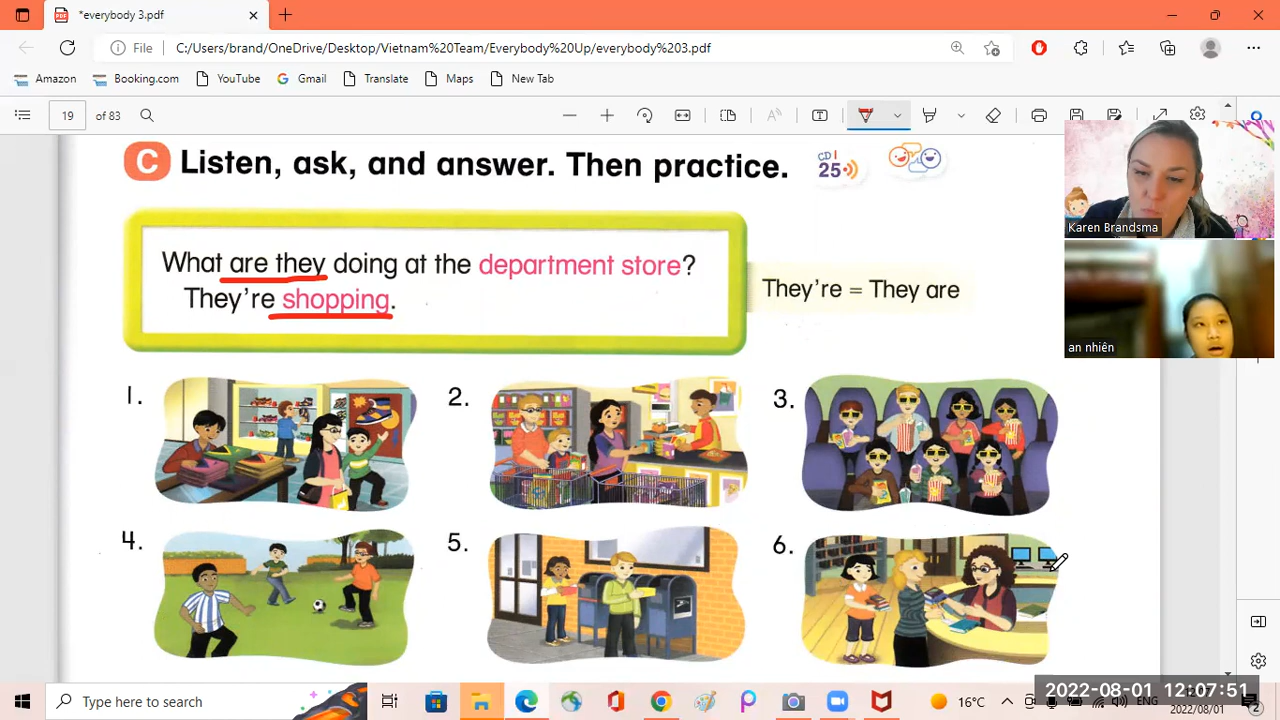 *everybody 3.pdf
File C:/Users/brand/OneDrive/Desktop/Vietnam%20Team/Everybody%20Up/everybody%203.pdf
Amazon Booking.com YouTube Gmail Translate Maps New Tab
19 of 83
C Listen, ask, and answer. Then practice. CD1 25
What are they doing at the department store?
They're shopping.
They're = They are
1. 2. 3.
4. 5. 6.
Karen Brandsma
an nhiên
Type here to search
16°C
ENG
2022-08-01 12:07:51
2022/08/01
2